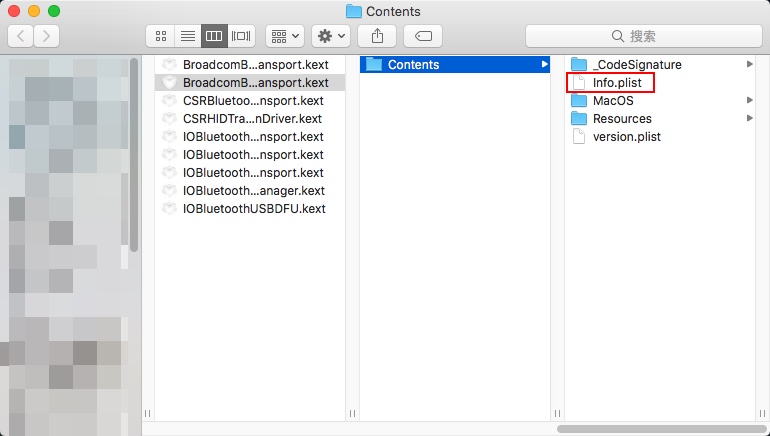 Contents
搜索
BroadcomB...ansport.kext
BroadcomB...ansport.kext
CSRBluetoo...nsport.kext
CSRHIDTra...nDriver.kext
IOBluetooth...nsport.kext
IOBluetooth...nsport.kext
IOBluetooth...nsport.kext
IOBluetooth...anager.kext
IOBluetoothUSBDFU.kext
Contents
_CodeSignature
Info.plist
MacOS
Resources
version.plist